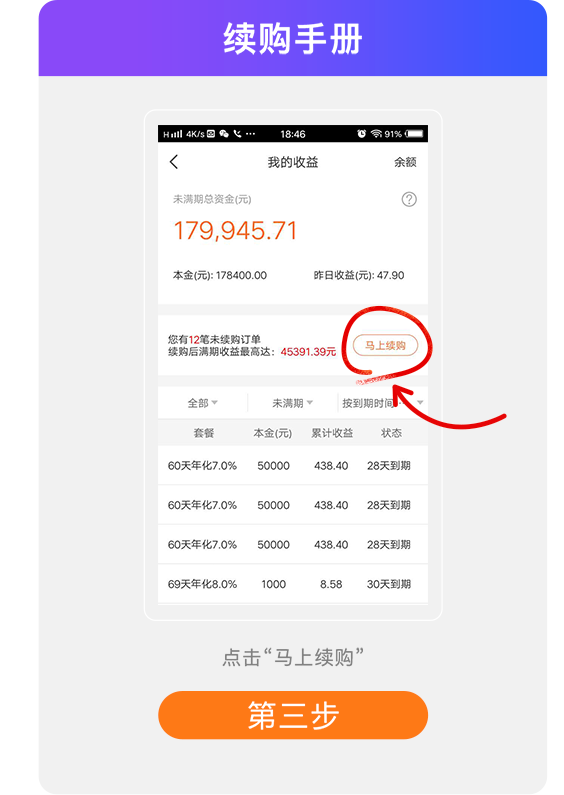 续购手册
H 4K/s ··· 18:46 91%
我的收益 余额
未满期总资金(元) ?
179,945.71
本金(元): 178400.00 昨日收益(元): 47.90
您有12笔未续购订单
续购后满期收益最高达：45391.39元 马上续购
全部 未满期 按到期时间
套餐 本金(元) 累计收益 状态
60天年化7.0% 50000 438.40 28天到期
60天年化7.0% 50000 438.40 28天到期
60天年化7.0% 50000 438.40 28天到期
69天年化8.0% 1000 8.58 30天到期
点击“马上续购”
第三步